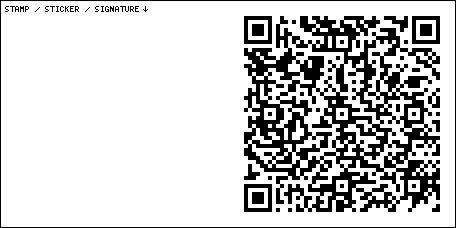 STAMP / STICKER / SIGNATURE ↓